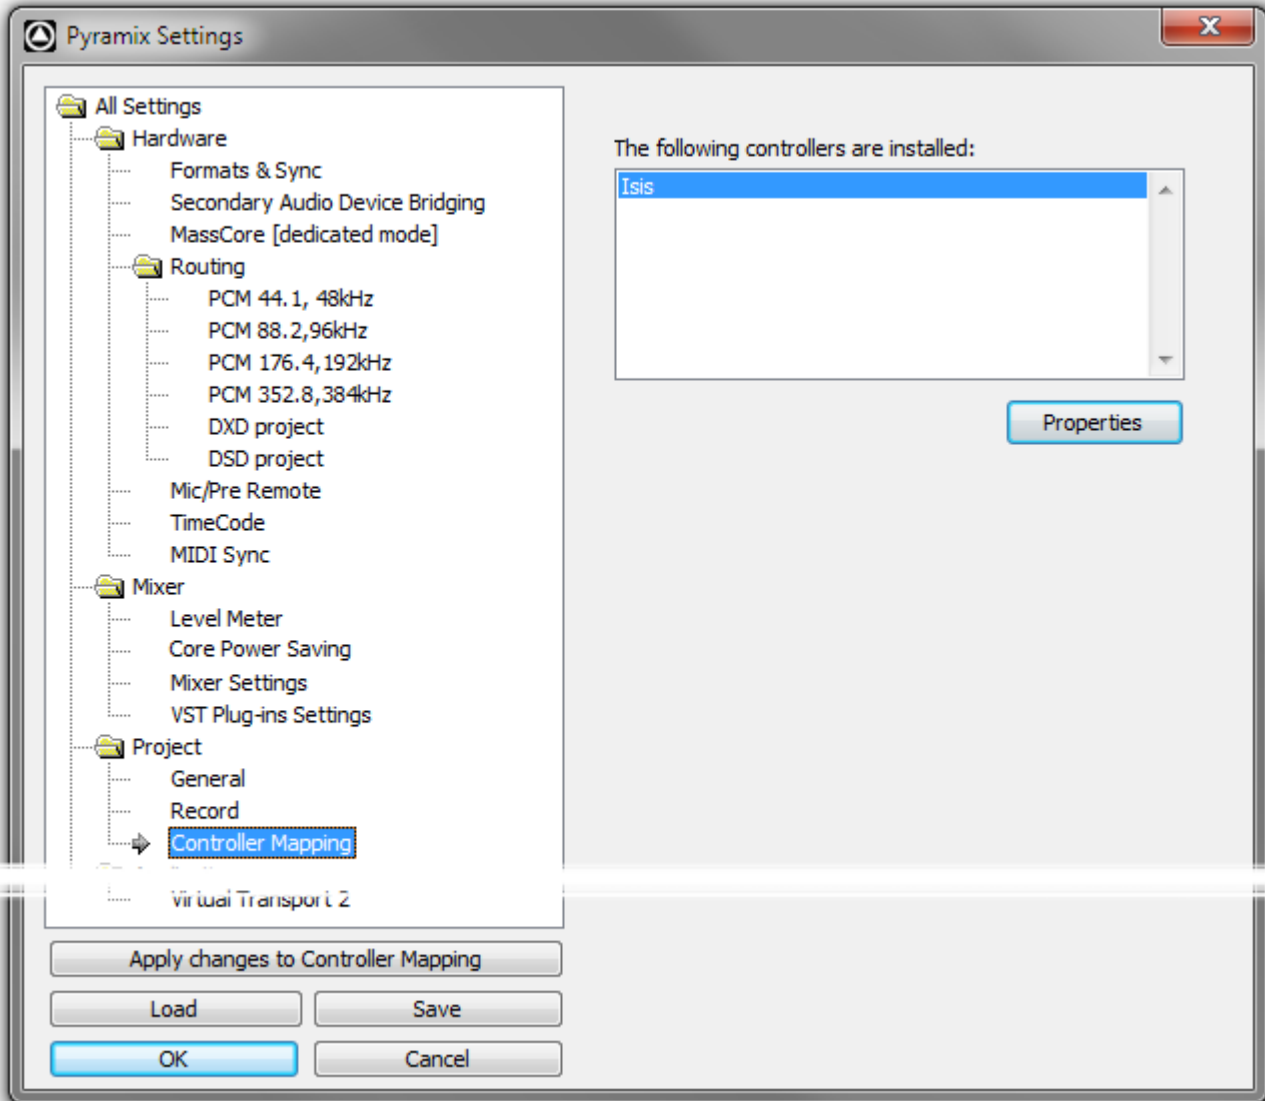 Pyramix Settings
All Settings
Hardware
Formats & Sync
Secondary Audio Device Bridging
MassCore [dedicated mode]
Routing
PCM 44.1, 48kHz
PCM 88.2,96kHz
PCM 176.4,192kHz
PCM 352.8,384kHz
DXD project
DSD project
Mic/Pre Remote
TimeCode
MIDI Sync
Mixer
Level Meter
Core Power Saving
Mixer Settings
VST Plug-ins Settings
Project
General
Record
Controller Mapping
Virtual Transport 2
Apply changes to Controller Mapping
Load
Save
OK
Cancel
The following controllers are installed:
Isis
Properties